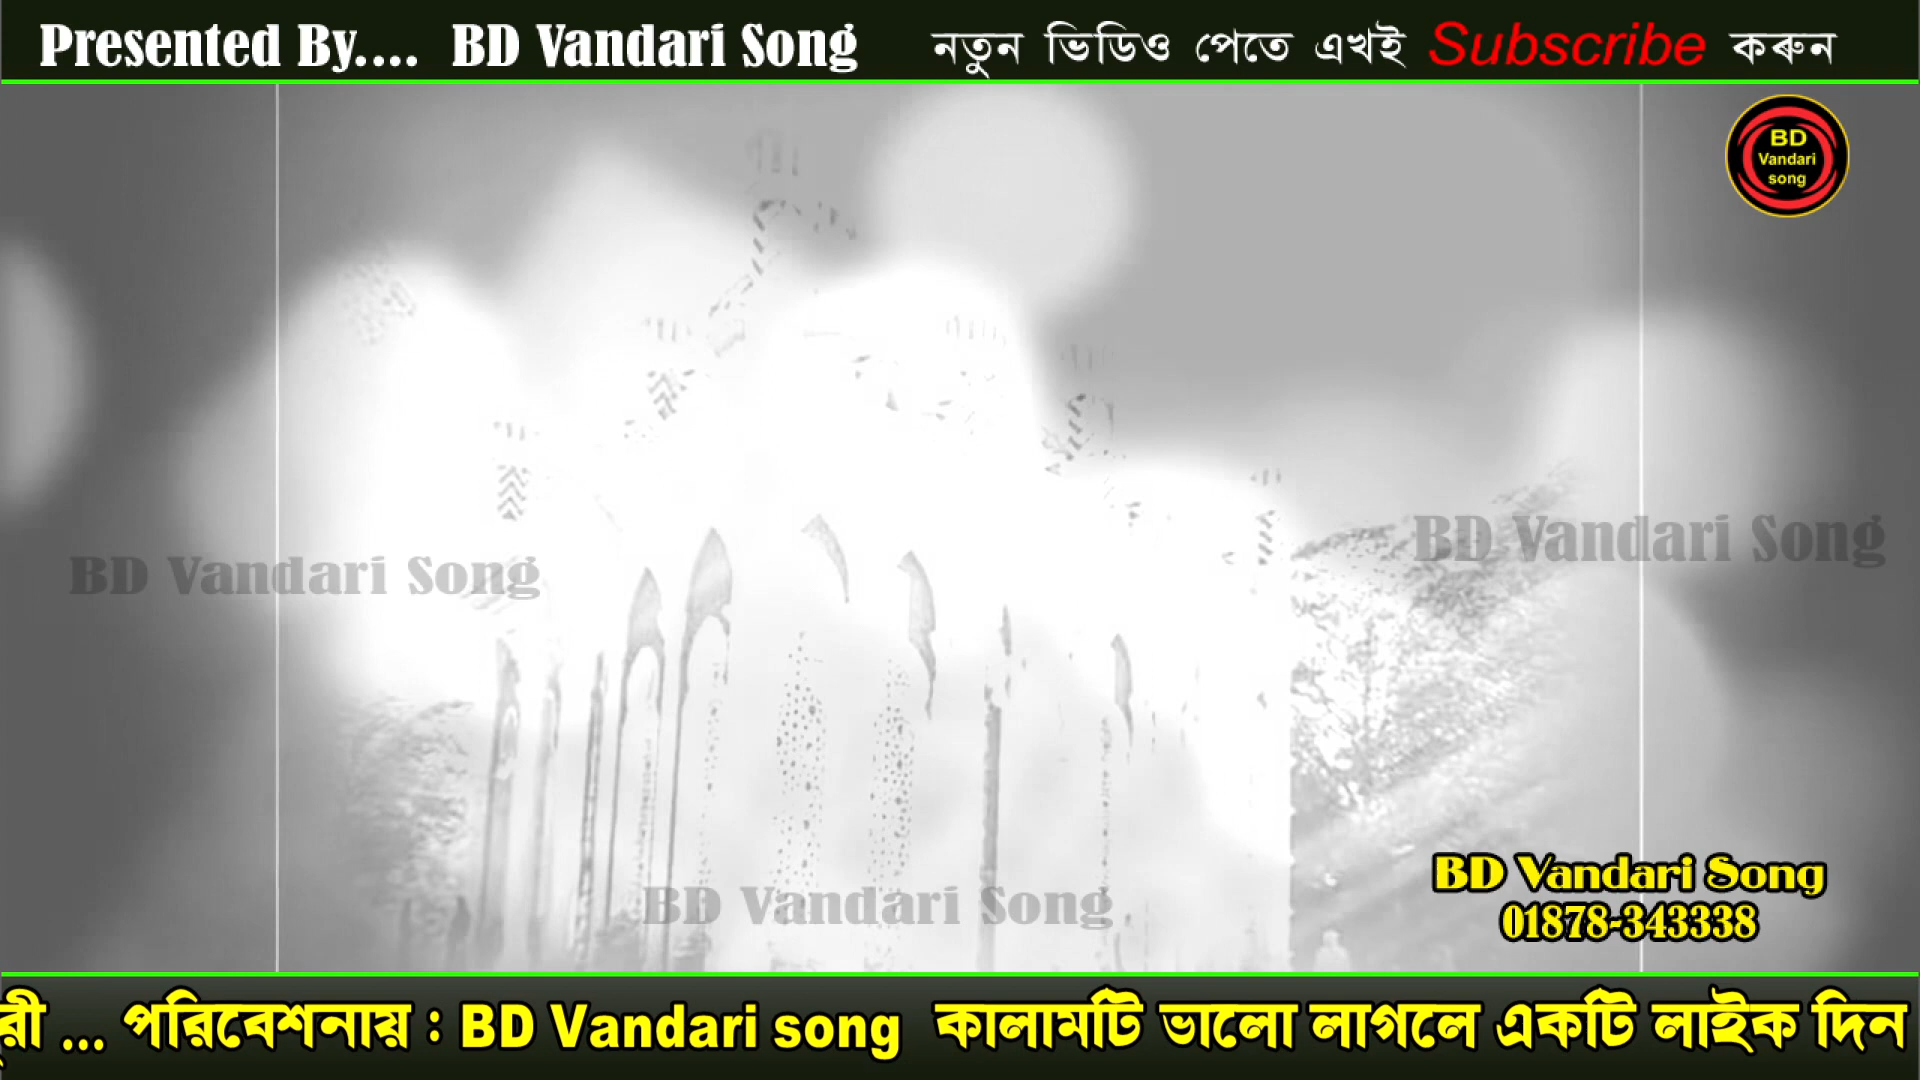 Presented By.... BD Vandari Song নতুন ভিডিও পেতে এখই Subscribe করুন
BD
Vandari
song
BD Vandari Song
BD Vandari Song
BD Vandari Song
BD Vandari Song
01878-343338
... পরিবেশনায় : BD Vandari song কালামটি ভালো লাগলে একটি লাইক দিন